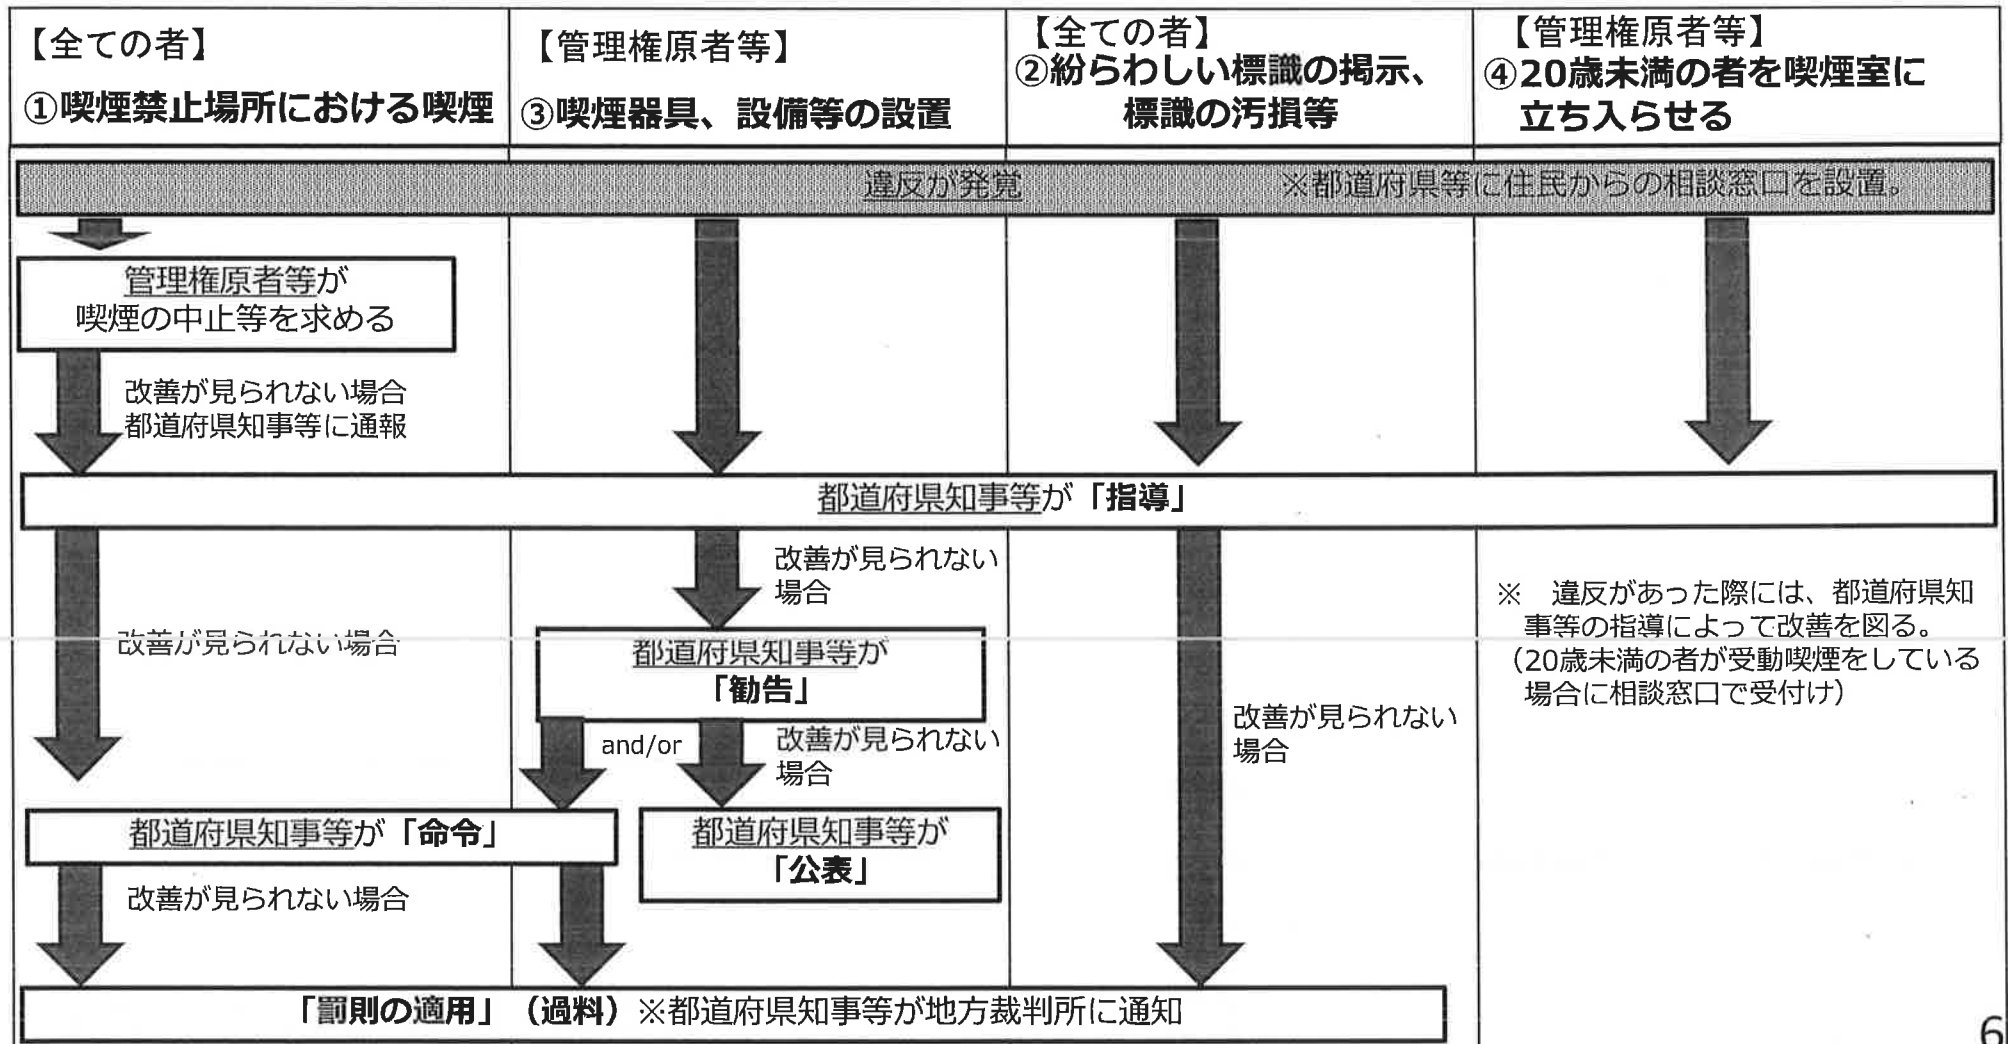 【全ての者】
①喫煙禁止場所における喫煙
【管理権原者等】
③喫煙器具、設備等の設置
【全ての者】
②紛らわしい標識の掲示、
標識の汚損等
【管理権原者等】
④20歳未満の者を喫煙室に
立ち入らせる
違反が発覚
※都道府県等に住民からの相談窓口を設置。
管理権原者等が
喫煙の中止等を求める
改善が見られない場合
都道府県知事等に通報
都道府県知事等が「指導」
改善が見られない場合
改善が見られない
場合
都道府県知事等が
「勧告」
and/or
改善が見られない
場合
都道府県知事等が「命令」
都道府県知事等が
「公表」
改善が見られない場合
改善が見られない
場合
※ 違反があった際には、都道府県知
事等の指導によって改善を図る。
（20歳未満の者が受動喫煙をしている
場合に相談窓口で受付け）
「罰則の適用」（過料）※都道府県知事等が地方裁判所に通知
6